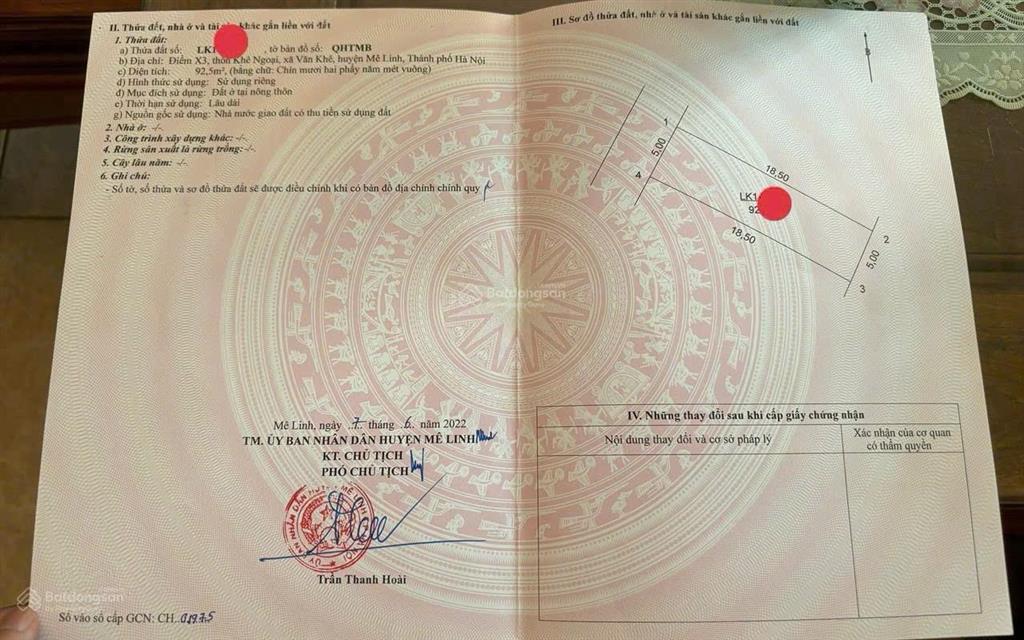 II. Thửa đất, nhà ở và tài sản khác gắn liền với đất
1. Thửa đất:
a) Thửa đất số: LK1 , tờ bản đồ số: QHTMB
b) Địa chỉ: Điểm X3, thôn Khê Ngoại, xã Văn Khê, huyện Mê Linh, Thành phố Hà Nội
c) Diện tích: 92,5m², (bằng chữ: Chín mươi hai phẩy năm mét vuông)
d) Hình thức sử dụng: Sử dụng riêng
đ) Mục đích sử dụng: Đất ở tại nông thôn
e) Thời hạn sử dụng: Lâu dài
g) Nguồn gốc sử dụng: Nhà nước giao đất có thu tiền sử dụng đất
2. Nhà ở: -/-
3. Công trình xây dựng khác: -/-
4. Rừng sản xuất là rừng trồng: -/-
5. Cây lâu năm: -/-
6. Ghi chú:
- Số tờ, số thửa và sơ đồ thửa đất sẽ được điều chỉnh khi có bản đồ địa chính chính quy
Mê Linh, ngày 7 tháng 6 năm 2022
TM. ỦY BAN NHÂN DÂN HUYỆN MÊ LINH
KT. CHỦ TỊCH
PHÓ CHỦ TỊCH
Trần Thanh Hoài
Số vào sổ cấp GCN: CH 01975
III. Sơ đồ thửa đất, nhà ở và tài sản khác gắn liền với đất
B
1
5,00
18,50
4
LK1
92
18,50
2
5,00
3
IV. Những thay đổi sau khi cấp giấy chứng nhận
Nội dung thay đổi và cơ sở pháp lý
Xác nhận của cơ quan
có thẩm quyền
Batdongsan
Batdongsan